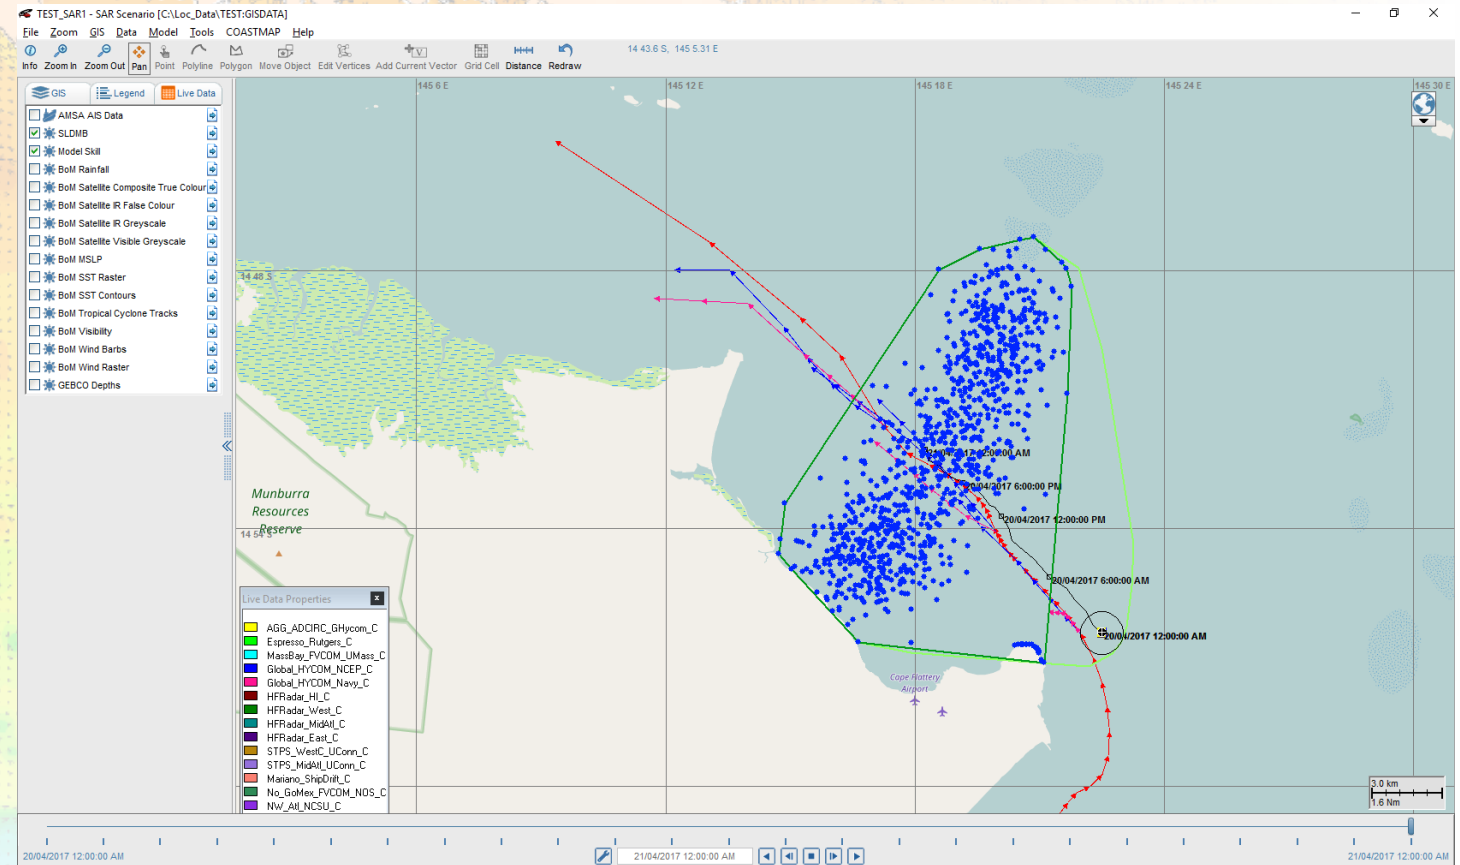 TEST_SAR1 - SAR Scenario [C:\Loc_Data\TEST:GISDATA]
File Zoom GIS Data Model Tools COASTMAP Help
Info Zoom In Zoom Out Pan Point Polyline Polygon Move Object Edit Vertices Add Current Vector Grid Cell Distance Redraw
14 43.6 S, 145 5.31 E
GIS Legend Live Data
AMSA AIS Data
SLDMB
Model Skill
BoM Rainfall
BoM Satellite Composite True Colour
BoM Satellite IR False Colour
BoM Satellite IR Greyscale
BoM Satellite Visible Greyscale
BoM MSLP
BoM SST Raster
BoM SST Contours
BoM Tropical Cyclone Tracks
BoM Visibility
BoM Wind Barbs
BoM Wind Raster
GEBCO Depths
145 6 E 145 12 E 145 18 E 145 24 E 145 30 E
14 48 S
21/04/2017 12:00:00 AM
20/04/2017 6:00:00 PM
20/04/2017 12:00:00 PM
Munburra
Resources
Reserve
14 54 S
20/04/2017 6:00:00 AM
20/04/2017 12:00:00 AM
Cape Flattery
Airport
Live Data Properties x
AGG_ADCIRC_GHycom_C
Espresso_Rutgers_C
MassBay_FVCOM_UMass_C
Global_HYCOM_NCEP_C
Global_HYCOM_Navy_C
HFRadar_HI_C
HFRadar_West_C
HFRadar_MidAtl_C
HFRadar_East_C
STPS_WestC_UConn_C
STPS_MidAtl_UConn_C
Mariano_ShipDrift_C
No_GoMex_FVCOM_NOS_C
NW_Atl_NCSU_C
3.0 km
1.6 Nm
20/04/2017 12:00:00 AM 21/04/2017 12:00:00 AM 21/04/2017 12:00:00 AM